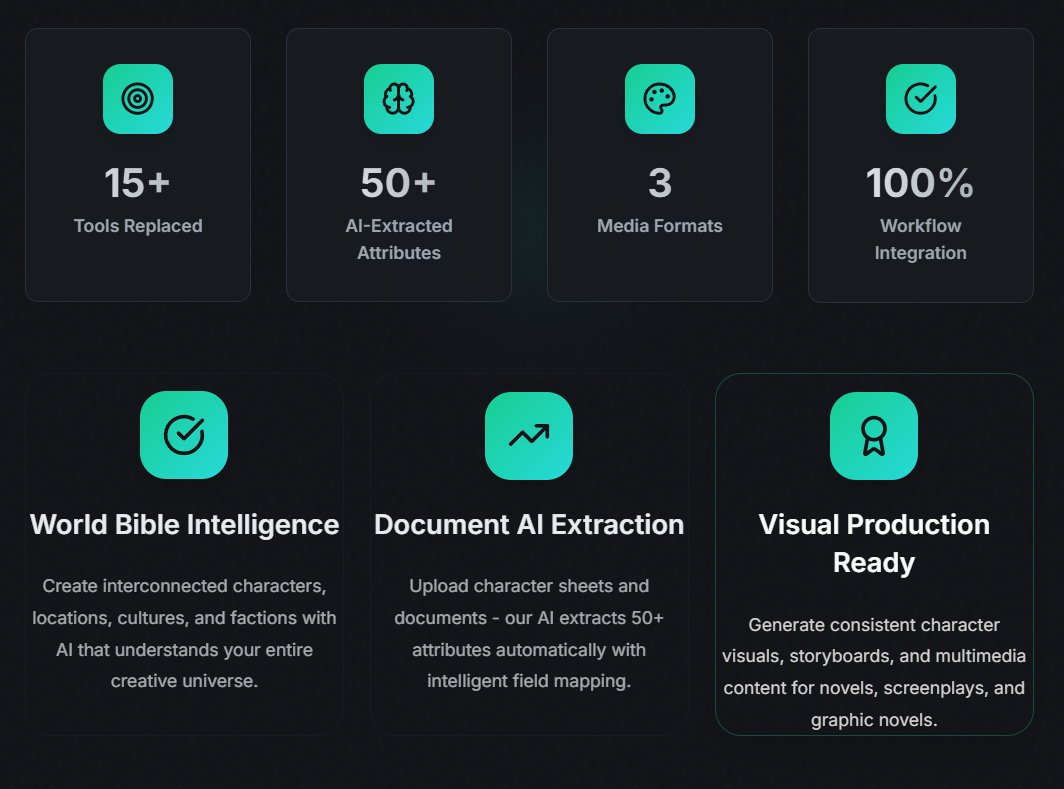 15+
Tools Replaced
50+
AI-Extracted
Attributes
3
Media Formats
100%
Workflow
Integration
World Bible Intelligence
Create interconnected characters,
locations, cultures, and factions with
AI that understands your entire
creative universe.
Document AI Extraction
Upload character sheets and
documents - our AI extracts 50+
attributes automatically with
intelligent field mapping.
Visual Production
Ready
Generate consistent character
visuals, storyboards, and multimedia
content for novels, screenplays, and
graphic novels.